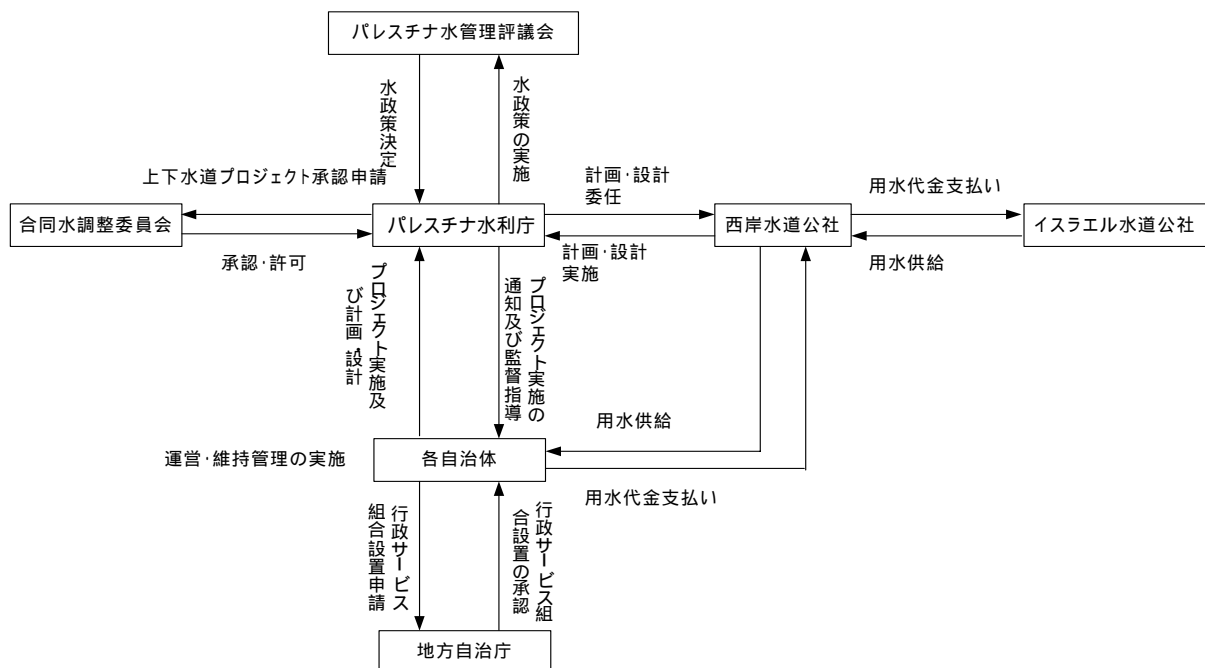 パレスチナ水管理評議会
水政策決定
水政策の実施
上下水道プロジェクト承認申請
計画・設計
委任
用水代金支払い
合同水調整委員会
パレスチナ水利庁
西岸水道公社
イスラエル水道公社
承認・許可
計画・設計
実施
用水供給
プロジェクト実施及
び計画・設計
プロジェクト実施の
通知及び監督指導
用水供給
運営・維持管理の実施
各自治体
用水代金支払い
行政サービス
組合設置申請
行政サービス組
合設置の承認
地方自治庁